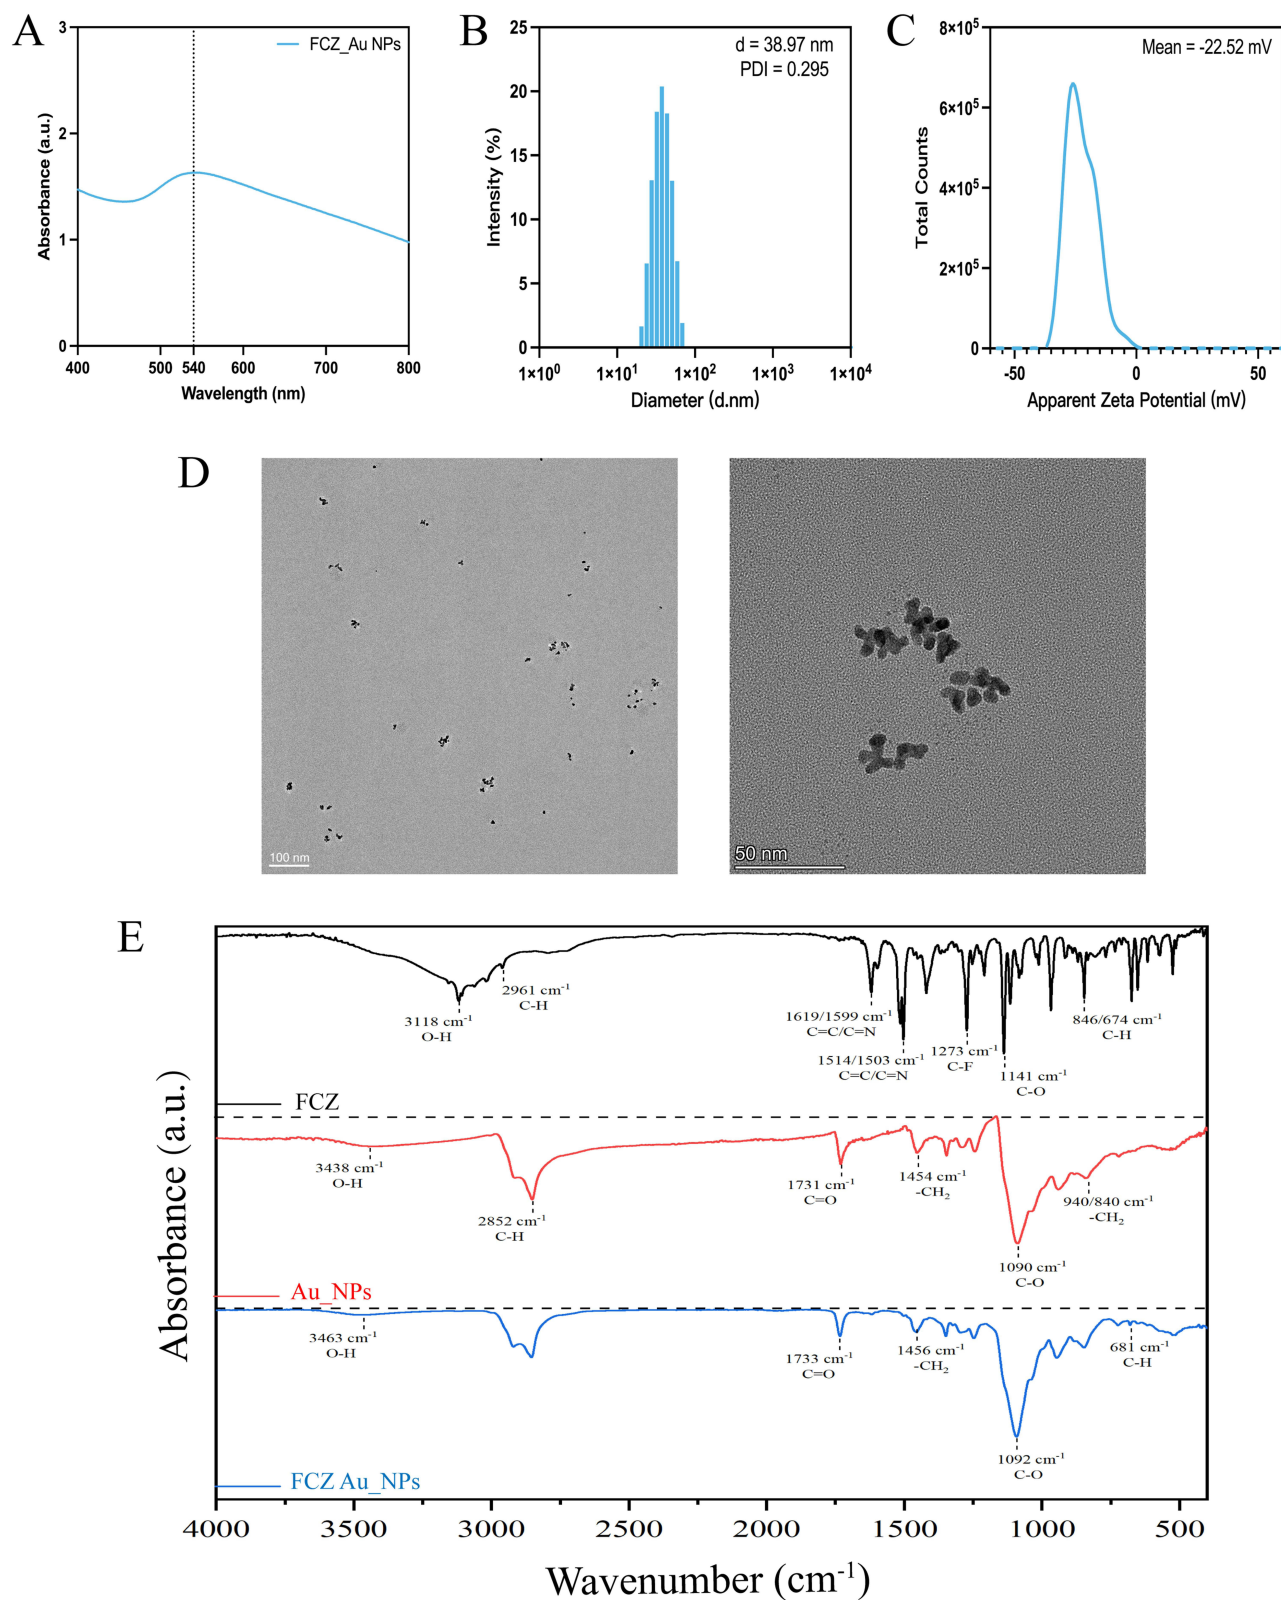 A
3
2
1
0
400
500
540
600
700
800
Absorbance (a.u.)
Wavelength (nm)
FCZ_Au NPs
B
25
20
15
10
5
0
1×10⁰
1×10¹
1×10²
1×10³
1×10⁴
Intensity (%)
Diameter (d.nm)
d = 38.97 nm
PDI = 0.295
C
8×10⁵
6×10⁵
4×10⁵
2×10⁵
0
-50
0
50
Total Counts
Apparent Zeta Potential (mV)
Mean = -22.52 mV
D
100 nm
50 nm
E
Absorbance (a.u.)
3118 cm⁻¹
O-H
2961 cm⁻¹
C-H
1619/1599 cm⁻¹
C=C/C=N
1514/1503 cm⁻¹
C=C/C=N
1273 cm⁻¹
C-F
1141 cm⁻¹
C-O
846/674 cm⁻¹
C-H
FCZ
3438 cm⁻¹
O-H
2852 cm⁻¹
C-H
1731 cm⁻¹
C=O
1454 cm⁻¹
-CH₂
940/840 cm⁻¹
-CH₂
1090 cm⁻¹
C-O
Au_NPs
3463 cm⁻¹
O-H
1733 cm⁻¹
C=O
1456 cm⁻¹
-CH₂
681 cm⁻¹
C-H
1092 cm⁻¹
C-O
FCZ Au_NPs
4000
3500
3000
2500
2000
1500
1000
500
Wavenumber (cm⁻¹)